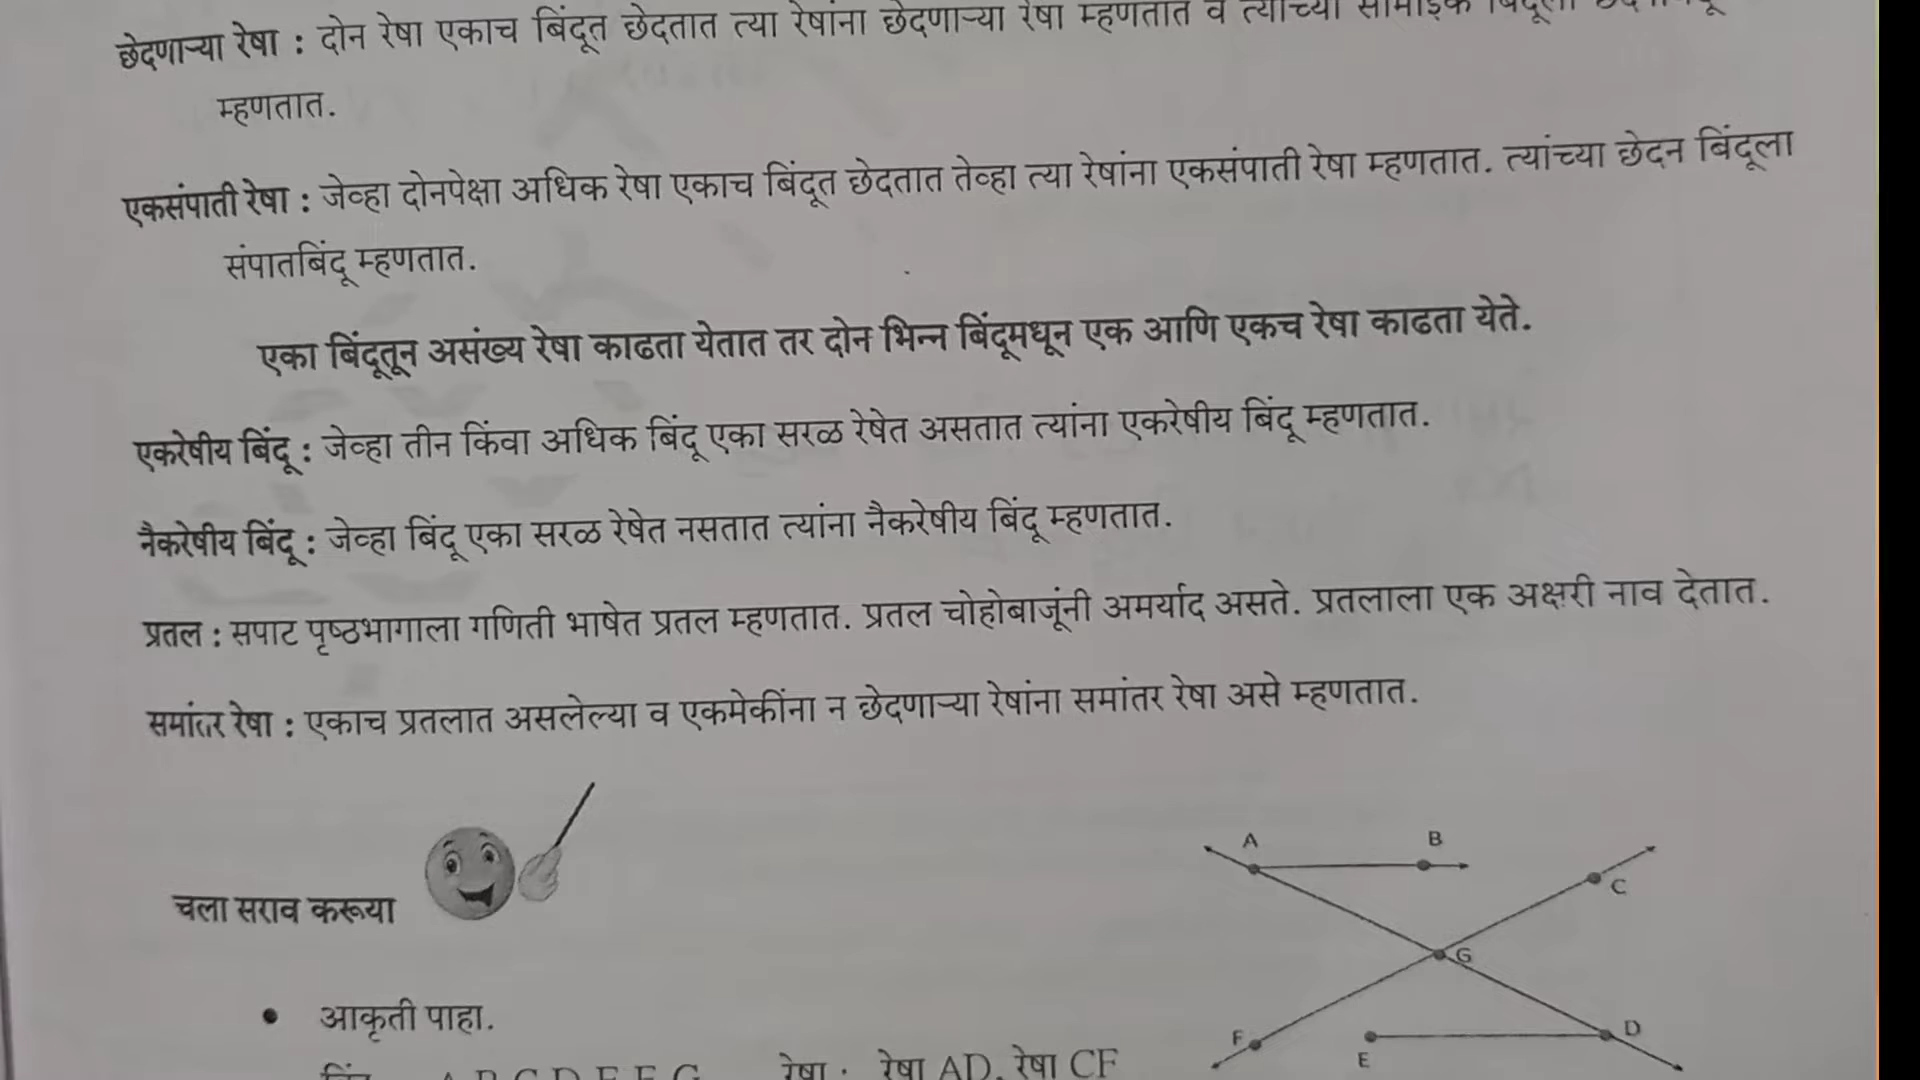 छेदणाऱ्या रेषा : दोन रेषा एकाच बिंदूत छेदतात त्या रेषांना छेदणाऱ्या रेषा म्हणतात व त्यांच्या सामाईक बिंदूला
म्हणतात.
एकसंपाती रेषा : जेव्हा दोनपेक्षा अधिक रेषा एकाच बिंदूत छेदतात तेव्हा त्या रेषांना एकसंपाती रेषा म्हणतात. त्यांच्या छेदन बिंदूला
संपातबिंदू म्हणतात.
एका बिंदूतून असंख्य रेषा काढता येतात तर दोन भिन्न बिंदूमधून एक आणि एकच रेषा काढता येते.
एकरेषीय बिंदू : जेव्हा तीन किंवा अधिक बिंदू एका सरळ रेषेत असतात त्यांना एकरेषीय बिंदू म्हणतात.
नैकरेषीय बिंदू : जेव्हा बिंदू एका सरळ रेषेत नसतात त्यांना नैकरेषीय बिंदू म्हणतात.
प्रतल : सपाट पृष्ठभागाला गणिती भाषेत प्रतल म्हणतात. प्रतल चोहोबाजूंनी अमर्याद असते. प्रतलाला एक अक्षरी नाव देतात.
समांतर रेषा : एकाच प्रतलात असलेल्या व एकमेकींना न छेदणाऱ्या रेषांना समांतर रेषा असे म्हणतात.
A B
C
चला सराव करूया
G
आकृती पाहा.
F E D
A B C D E F G रेषा : रेषा AD, रेषा CF